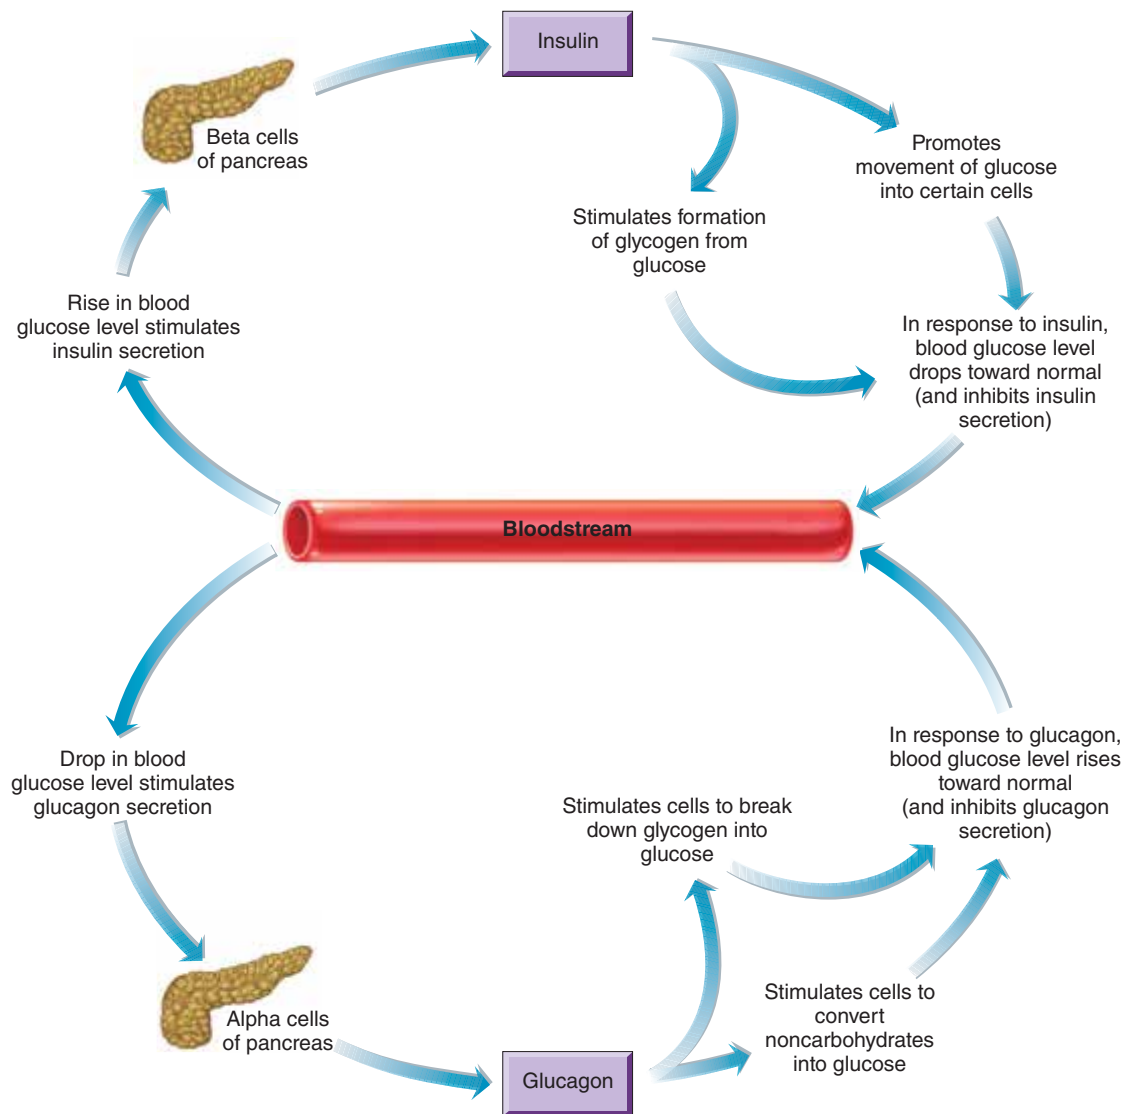 Insulin
Beta cells
of pancreas
Promotes
movement of glucose
into certain cells
Stimulates formation
of glycogen from
glucose
Rise in blood
glucose level stimulates
insulin secretion
In response to insulin,
blood glucose level
drops toward normal
(and inhibits insulin
secretion)
Bloodstream
Drop in blood
glucose level stimulates
glucagon secretion
In response to glucagon,
blood glucose level rises
toward normal
(and inhibits glucagon
secretion)
Stimulates cells to break
down glycogen into
glucose
Alpha cells
of pancreas
Stimulates cells to
convert
noncarbohydrates
into glucose
Glucagon